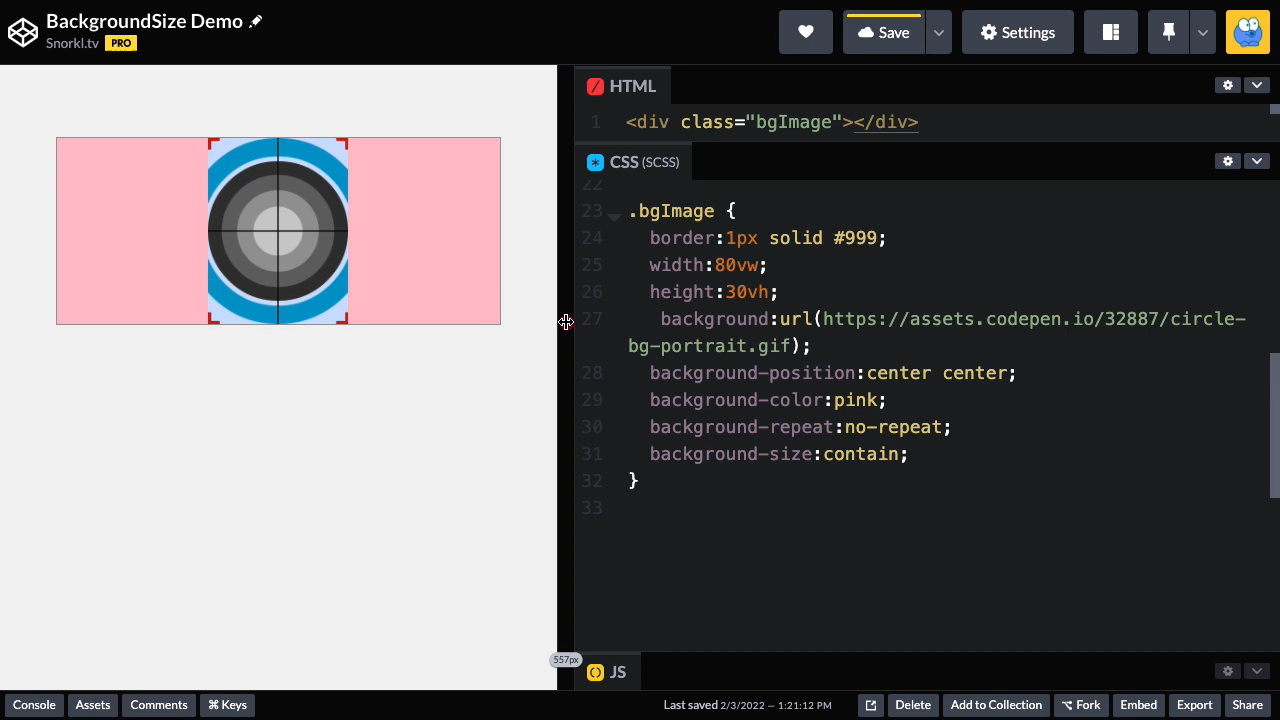 BackgroundSize Demo
Snorkl.tv PRO
Save
Settings
HTML
1 <div class="bgImage"></div>
CSS (SCSS)
22
23 .bgImage {
24 border:1px solid #999;
25 width:80vw;
26 height:30vh;
27 background:url(https://assets.codepen.io/32887/circle-
bg-portrait.gif);
28 background-position:center center;
29 background-color:pink;
30 background-repeat:no-repeat;
31 background-size:contain;
32 }
33
557px
JS
Console Assets Comments ⌘ Keys Last saved 2/3/2022 — 1:21:12 PM Delete Add to Collection Fork Embed Export Share